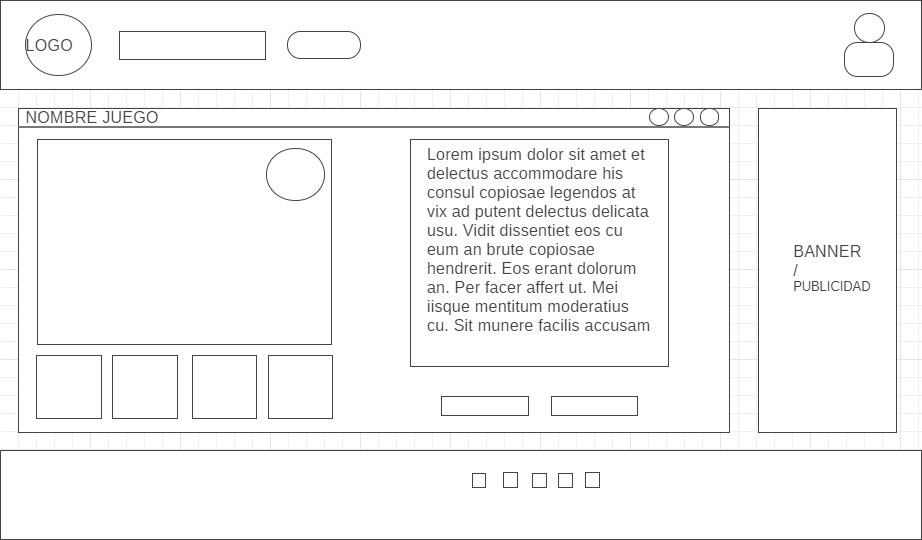 LOGO
NOMBRE JUEGO
Lorem ipsum dolor sit amet et
delectus accommodare his
consul copiosae legendos at
vix ad putent delectus delicata
usu. Vidit dissentiet eos cu
eum an brute copiosae
hendrerit. Eos erant dolorum
an. Per facer affert ut. Mei
iisque mentitum moderatius
cu. Sit munere facilis accusam
BANNER
/
PUBLICIDAD